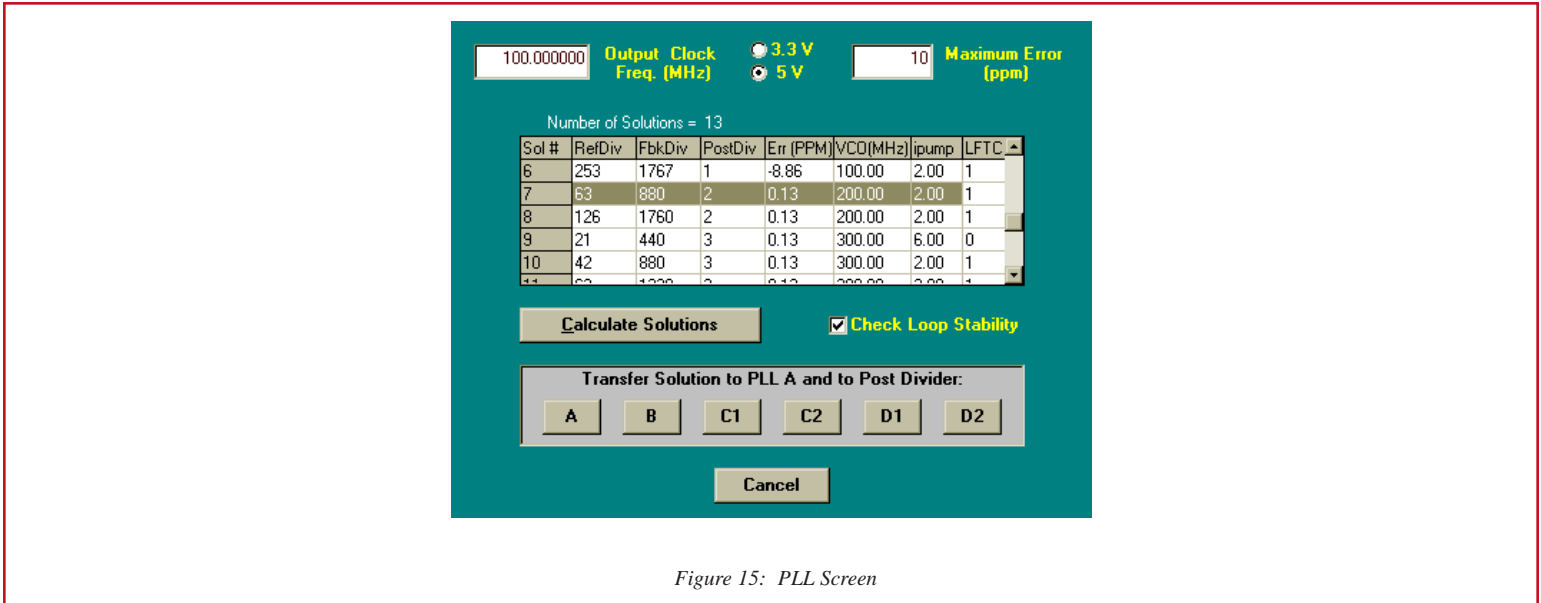 100.000000 Output Clock Freq. (MHz) 3.3 V 5 V 10 Maximum Error (ppm)
Number of Solutions = 13
Sol # RefDiv FbkDiv PostDiv Err (PPM) VCO(MHz) ipump LFTC
6 253 1767 1 -8.86 100.00 2.00 1
7 63 880 2 0.13 200.00 2.00 1
8 126 1760 2 0.13 200.00 2.00 1
9 21 440 3 0.13 300.00 6.00 0
10 42 880 3 0.13 300.00 2.00 1
11
Calculate Solutions Check Loop Stability
Transfer Solution to PLL A and to Post Divider:
A B C1 C2 D1 D2
Cancel
Figure 15: PLL Screen